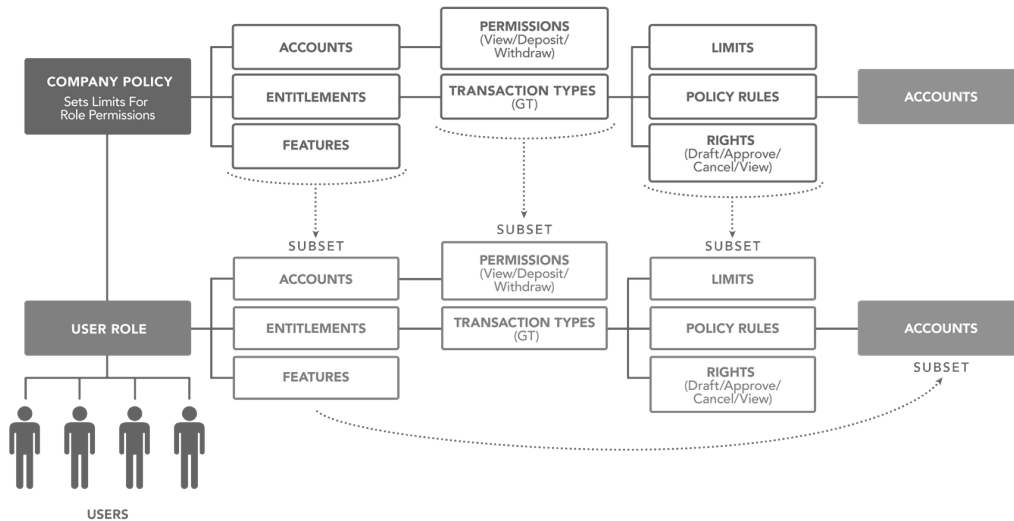 COMPANY POLICY
Sets Limits For
Role Permissions
ACCOUNTS
ENTITLEMENTS
FEATURES
PERMISSIONS
(View/Deposit/
Withdraw)
TRANSACTION TYPES
(GT)
LIMITS
POLICY RULES
RIGHTS
(Draft/Approve/
Cancel/View)
ACCOUNTS
SUBSET
SUBSET
SUBSET
USER ROLE
ACCOUNTS
ENTITLEMENTS
FEATURES
PERMISSIONS
(View/Deposit/
Withdraw)
TRANSACTION TYPES
(GT)
LIMITS
POLICY RULES
RIGHTS
(Draft/Approve/
Cancel/View)
ACCOUNTS
SUBSET
USERS